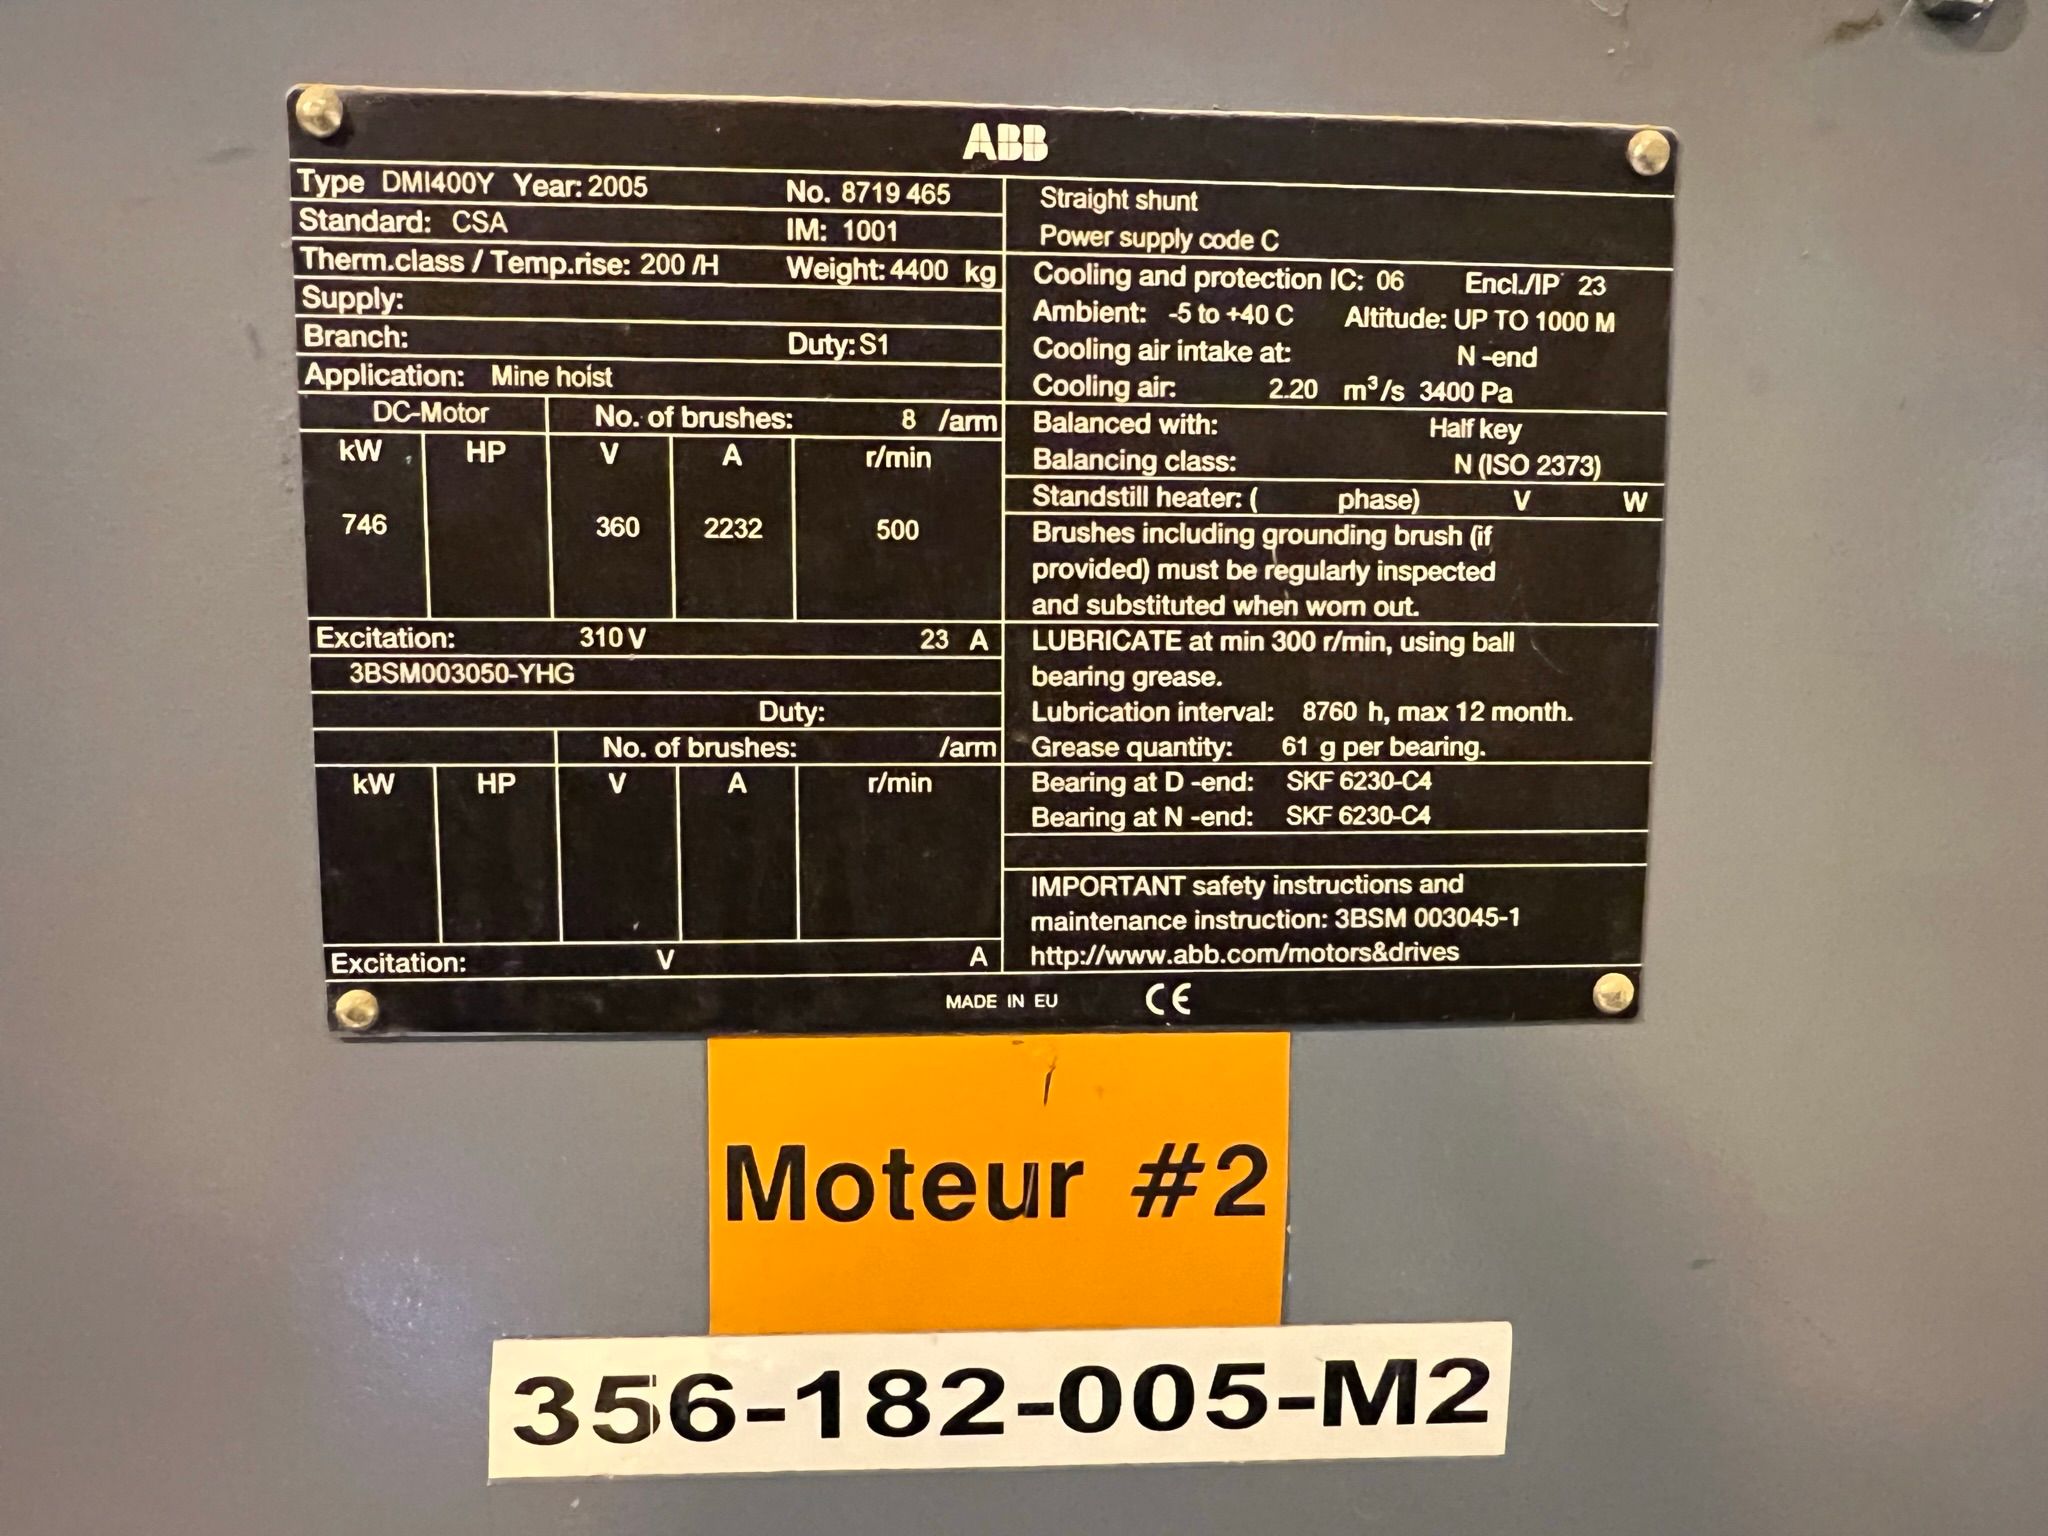 ABB
Type DMI400Y Year: 2005 No. 8719 465
Standard: CSA IM: 1001
Therm.class / Temp.rise: 200 /H Weight: 4400 kg
Supply:
Branch: Duty: S1
Application: Mine hoist
DC-Motor No. of brushes: 8 /arm
kW HP V A r/min
746 360 2232 500
Excitation: 310 V 23 A
3BSM003050-YHG
Duty:
No. of brushes: /arm
kW HP V A r/min
Excitation: V A
Straight shunt
Power supply code C
Cooling and protection IC: 06 Encl./IP 23
Ambient: -5 to +40 C Altitude: UP TO 1000 M
Cooling air intake at: N -end
Cooling air: 2.20 m³/s 3400 Pa
Balanced with: Half key
Balancing class: N (ISO 2373)
Standstill heater: ( phase) V W
Brushes including grounding brush (if
provided) must be regularly inspected
and substituted when worn out.
LUBRICATE at min 300 r/min, using ball
bearing grease.
Lubrication interval: 8760 h, max 12 month.
Grease quantity: 61 g per bearing.
Bearing at D -end: SKF 6230-C4
Bearing at N -end: SKF 6230-C4
IMPORTANT safety instructions and
maintenance instruction: 3BSM 003045-1
http://www.abb.com/motors&drives
MADE IN EU CE
Moteur #2
356-182-005-M2